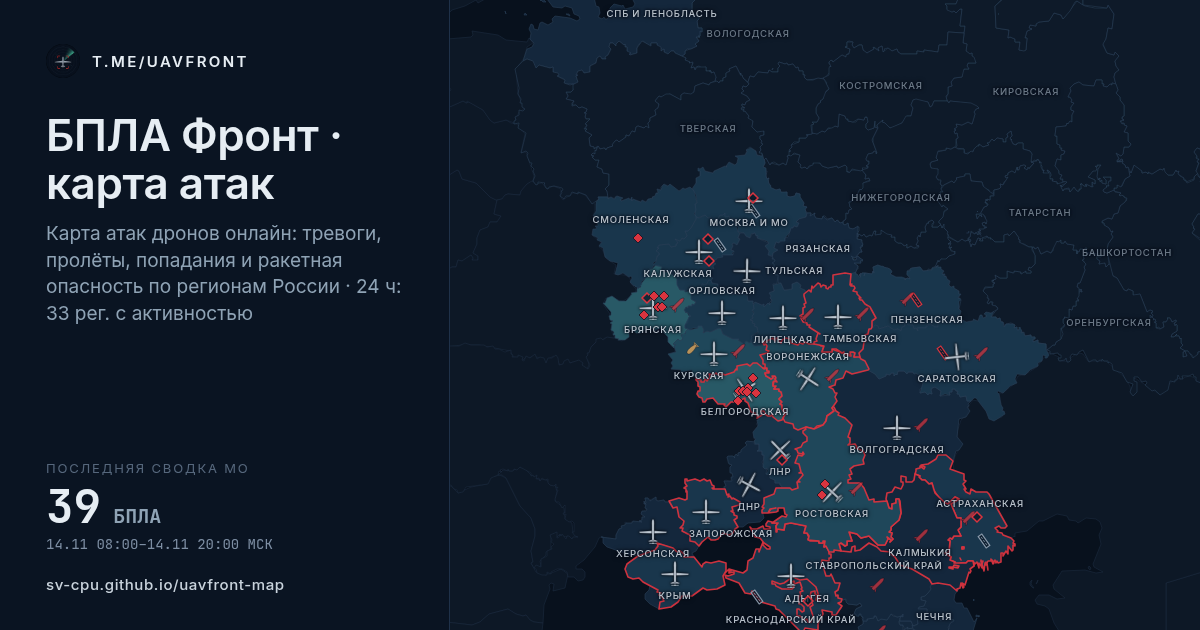 T.ME/UAVFRONT
БПЛА Фронт ·
карта атак
Карта атак дронов онлайн: тревоги,
пролёты, попадания и ракетная
опасность по регионам России · 24 ч:
33 рег. с активностью
ПОСЛЕДНЯЯ СВОДКА МО
39 БПЛА
14.11 08:00–14.11 20:00 МСК
sv-cpu.github.io/uavfront-map
СПБ И ЛЕНОБЛАСТЬ
ВОЛОГОДСКАЯ
КОСТРОМСКАЯ
КИРОВСКАЯ
ТВЕРСКАЯ
НИЖЕГОРОДСКАЯ
ТАТАРСТАН
СМОЛЕНСКАЯ
МОСКВА И МО
РЯЗАНСКАЯ
БАШКОРТОСТАН
КАЛУЖСКАЯ
ТУЛЬСКАЯ
ОРЛОВСКАЯ
ПЕНЗЕНСКАЯ
ОРЕНБУРГСКАЯ
БРЯНСКАЯ
ЛИПЕЦКАЯ
ТАМБОВСКАЯ
ВОРОНЕЖСКАЯ
КУРСКАЯ
САРАТОВСКАЯ
БЕЛГОРОДСКАЯ
ВОЛГОГРАДСКАЯ
ЛНР
АСТРАХАНСКАЯ
ДНР
РОСТОВСКАЯ
ЗАПОРОЖСКАЯ
ХЕРСОНСКАЯ
КАЛМЫКИЯ
СТАВРОПОЛЬСКИЙ КРАЙ
КРЫМ
АДЫГЕЯ
КРАСНОДАРСКИЙ КРАЙ
ЧЕЧНЯ